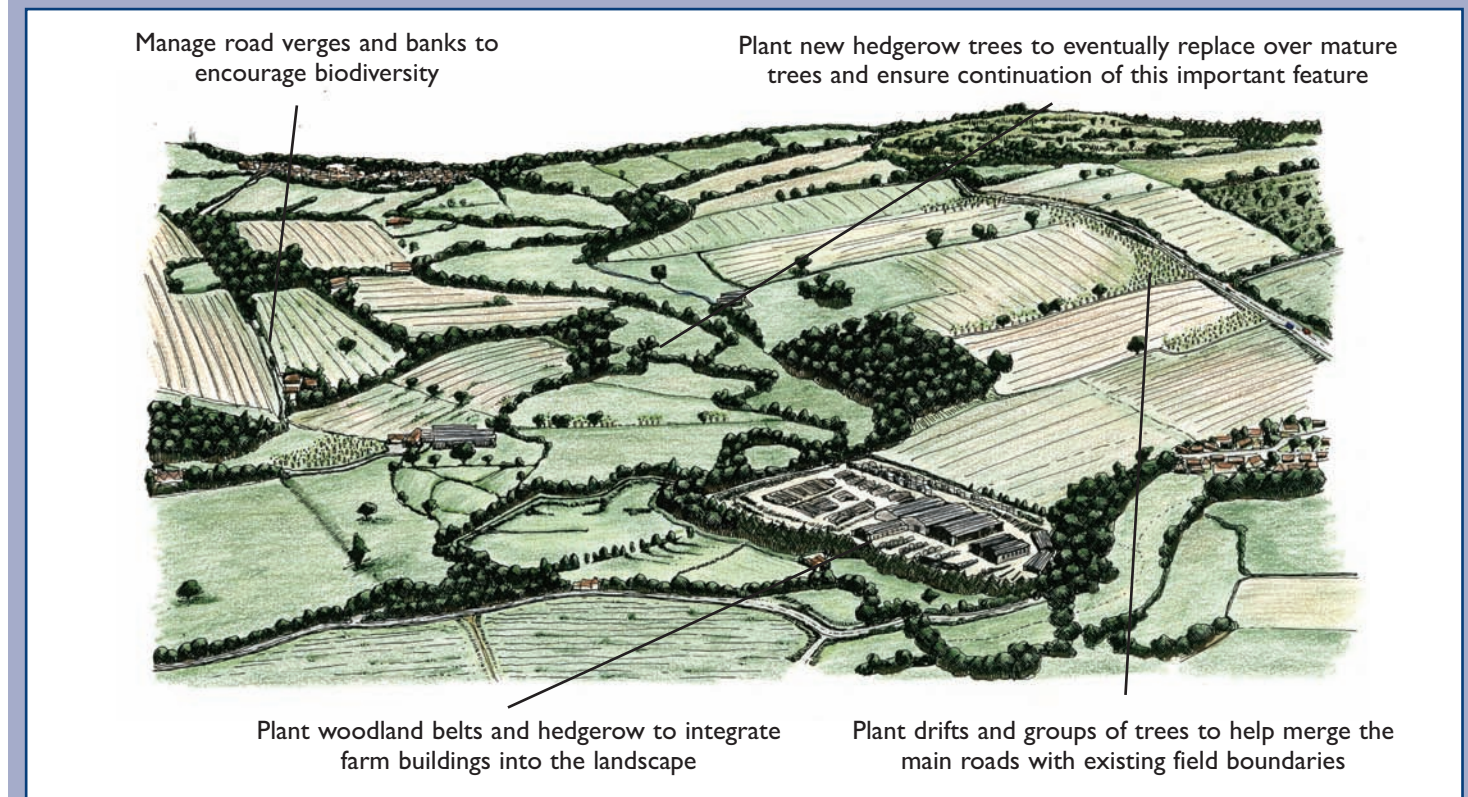 Manage road verges and banks to
encourage biodiversity
Plant new hedgerow trees to eventually replace over mature
trees and ensure continuation of this important feature
Plant woodland belts and hedgerow to integrate
farm buildings into the landscape
Plant drifts and groups of trees to help merge the
main roads with existing field boundaries